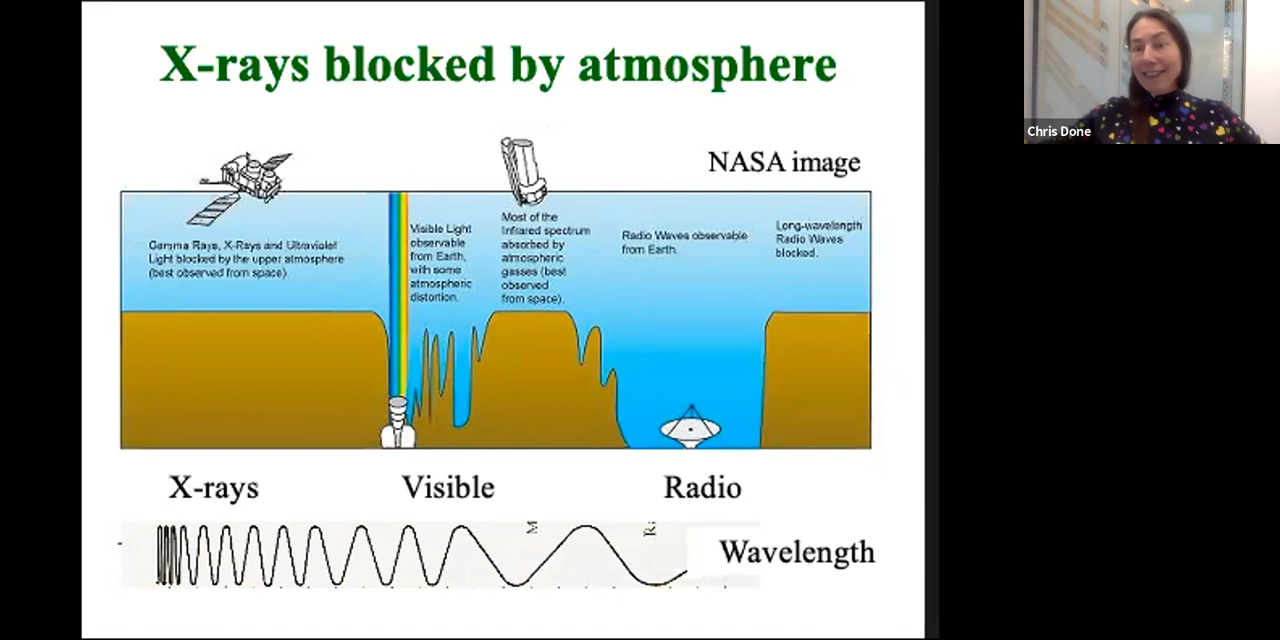 X-rays blocked by atmosphere
Chris Done
NASA image
Gamma Rays, X-Rays and Ultraviolet
Light blocked by the upper atmosphere
(best observed from space).
Visible Light
observable
from Earth,
with some
atmospheric
distortion.
Most of the
Infrared spectrum
absorbed by
atmospheric
gasses (best
observed
from space).
Radio Waves observable
from Earth.
Long-wavelength
Radio Waves
blocked.
X-rays
Visible
Radio
M
Wavelength